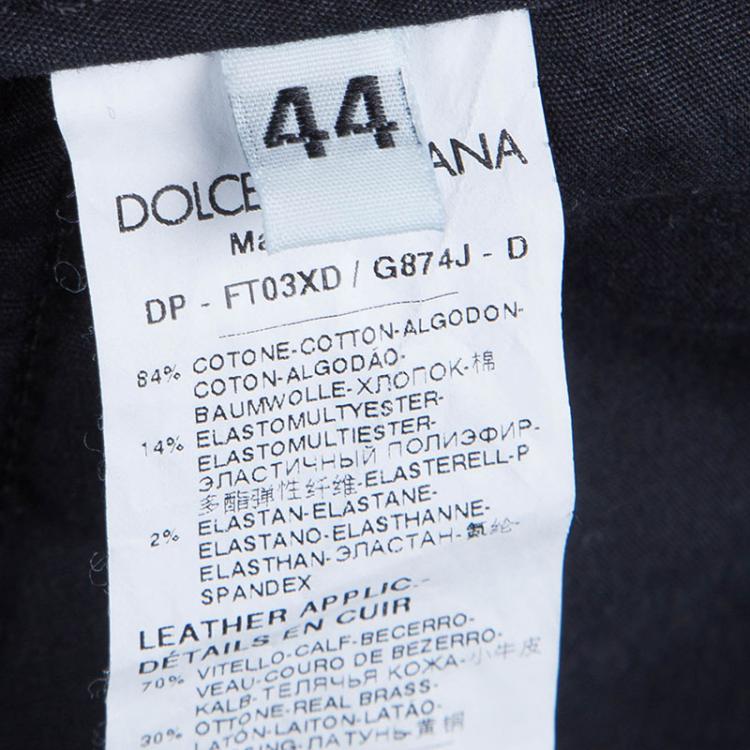 44
DOLCE ANA
Ma
DP - FT03XD / G874J - D
84% COTONE-COTTON-ALGODON-
COTON-ALGODÃO-
BAUMWOLLE-ХЛОПОК-棉
14% ELASTOMULTYESTER-
ELASTOMULTIESTER-
ЭЛАСТИЧНЫЙ ПОЛИЭФИР-
多酯弹性纤维-ELASTERELL-P
2% ELASTAN-ELASTANE-
ELASTANO-ELASTHANNE-
ELASTHAN-ЭЛАСТАН-氨纶-
SPANDEX
LEATHER APPLIC.-
DÉTAILS EN CUIR
70% VITELLO-CALF-BECERRO-
VEAU-COURO DE BEZERRO-
KALB-ТЕЛЯЧЬЯ КОЖА-小牛皮
30% OTTONE-REAL BRASS-
LATON-LAITON-LATÃO-
ING-ЛАТУНЬ-黄铜